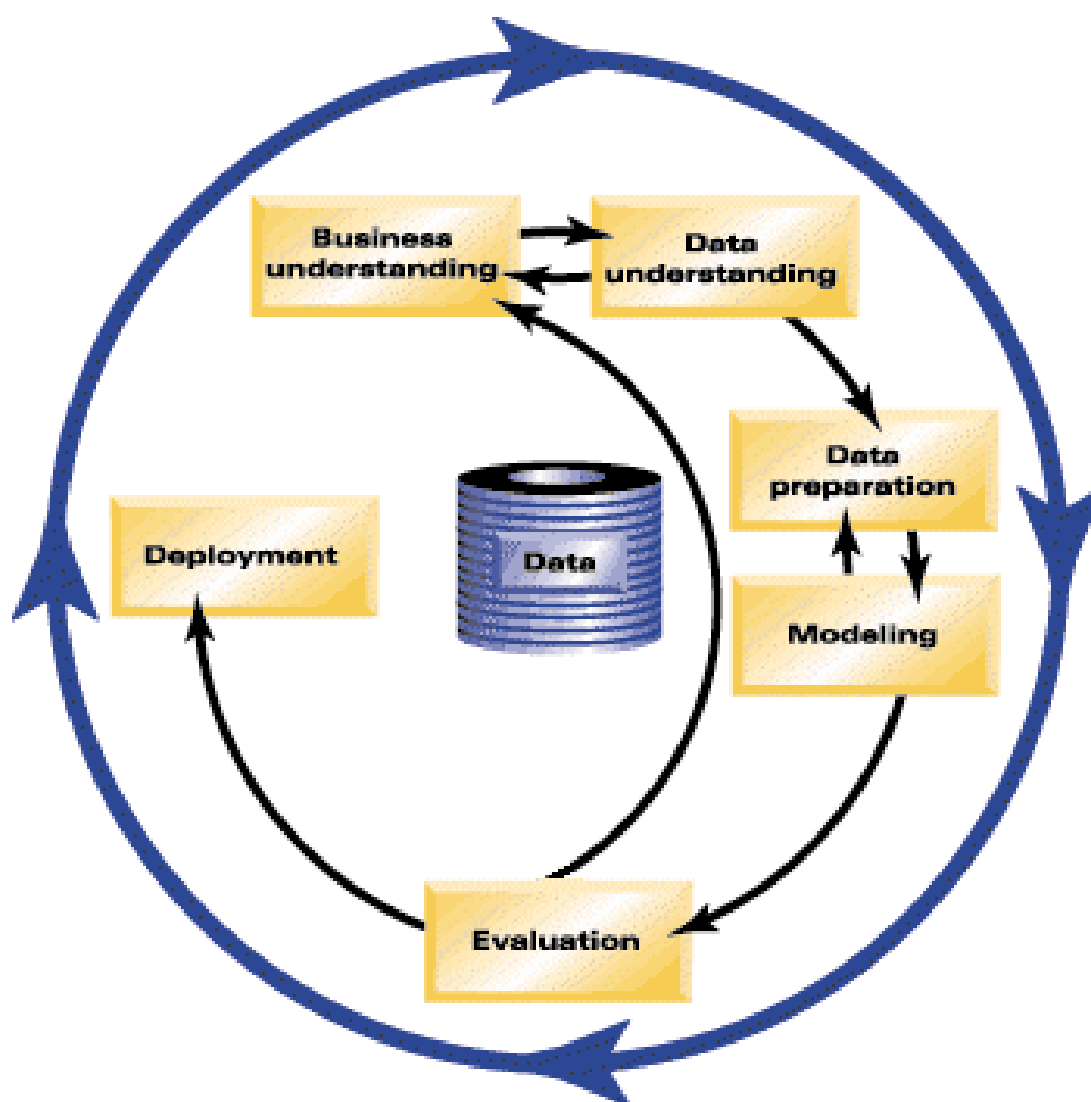 Business
understanding
Data
understanding
Data
preparation
Deployment
Data
Modeling
Evaluation